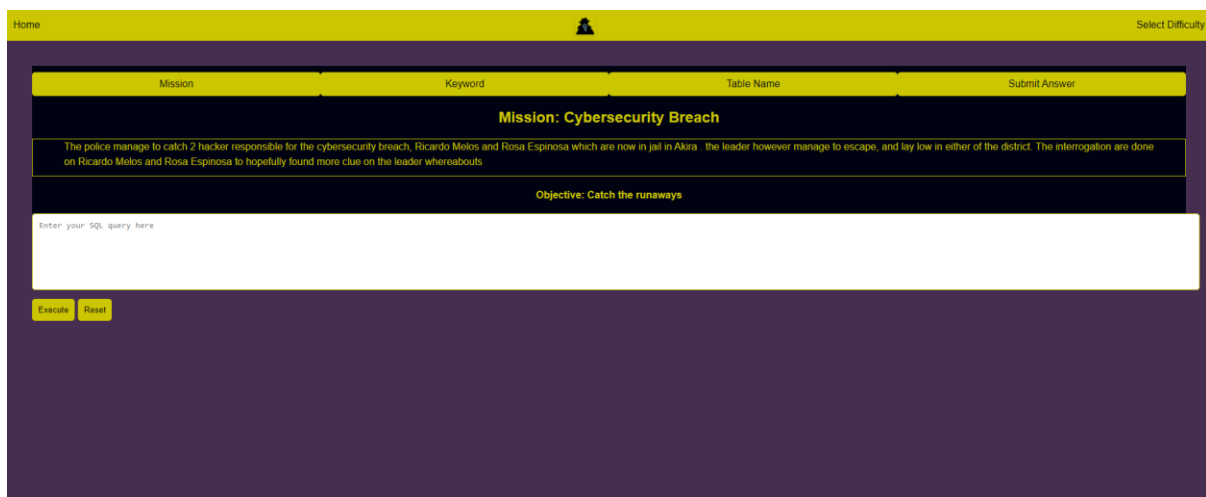 Home
Select Difficulty
Mission
Keyword
Table Name
Submit Answer
Mission: Cybersecurity Breach
The police manage to catch 2 hacker responsible for the cybersecurity breach, Ricardo Melos and Rosa Espinosa which are now in jail in Akira . the leader however manage to escape, and lay low in either of the district. The interrogation are done
on Ricardo Melos and Rosa Espinosa to hopefully found more clue on the leader whereabouts
Objective: Catch the runaways
Enter your SQL query here
Execute
Reset